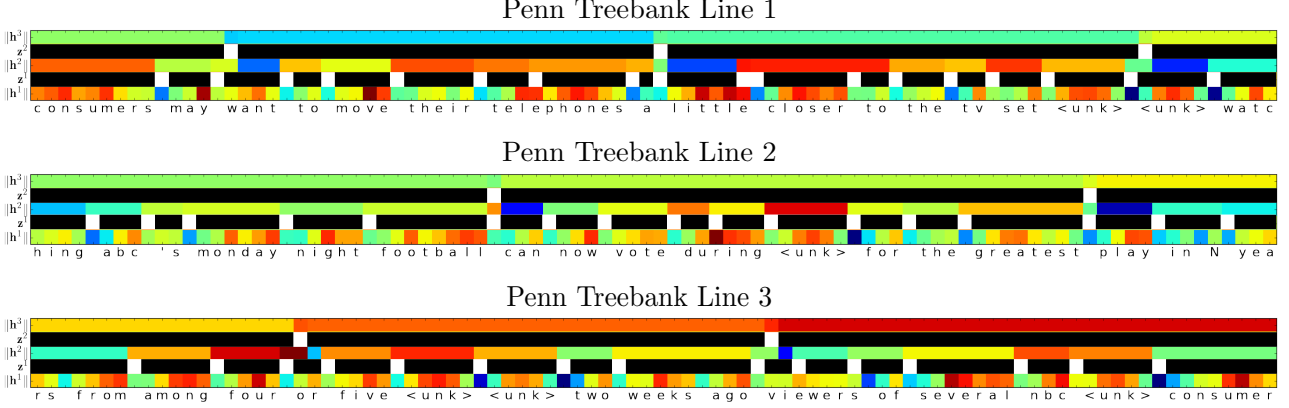 Penn Treebank Line 1
‖h³‖
z²
‖h²‖
z¹
‖h¹‖
consumers may want to move their telephones a little closer to the tv set <unk> <unk> watc
Penn Treebank Line 2
‖h³‖
z²
‖h²‖
z¹
‖h¹‖
hing abc 's monday night football can now vote during <unk> for the greatest play in N yea
Penn Treebank Line 3
‖h³‖
z²
‖h²‖
z¹
‖h¹‖
rs from among four or five <unk> <unk> two weeks ago viewers of several nbc <unk> consumer